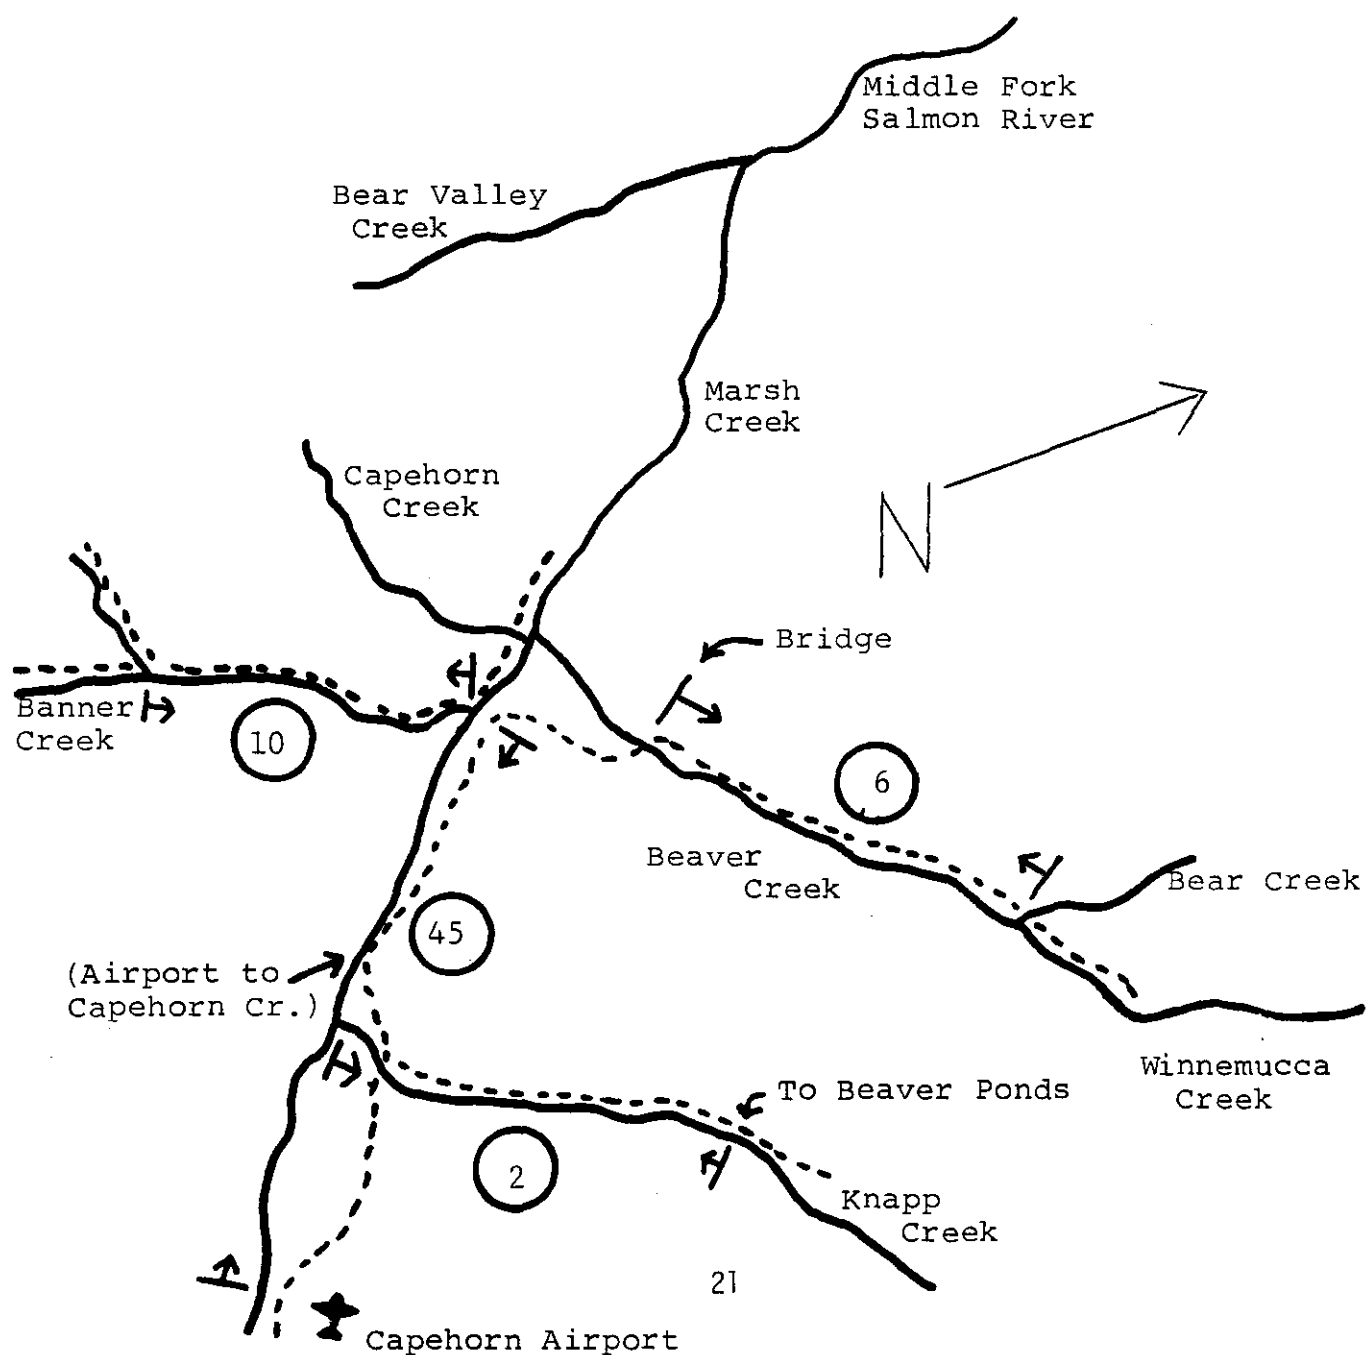 Middle Fork
Salmon River
Bear Valley
Creek
Marsh
Creek
Capehorn
Creek
N
Bridge
Banner
Creek
10
6
Beaver
Creek
Bear Creek
45
(Airport to
Capehorn Cr.)
Winnemucca
Creek
To Beaver Ponds
2
Knapp
Creek
21
Capehorn Airport